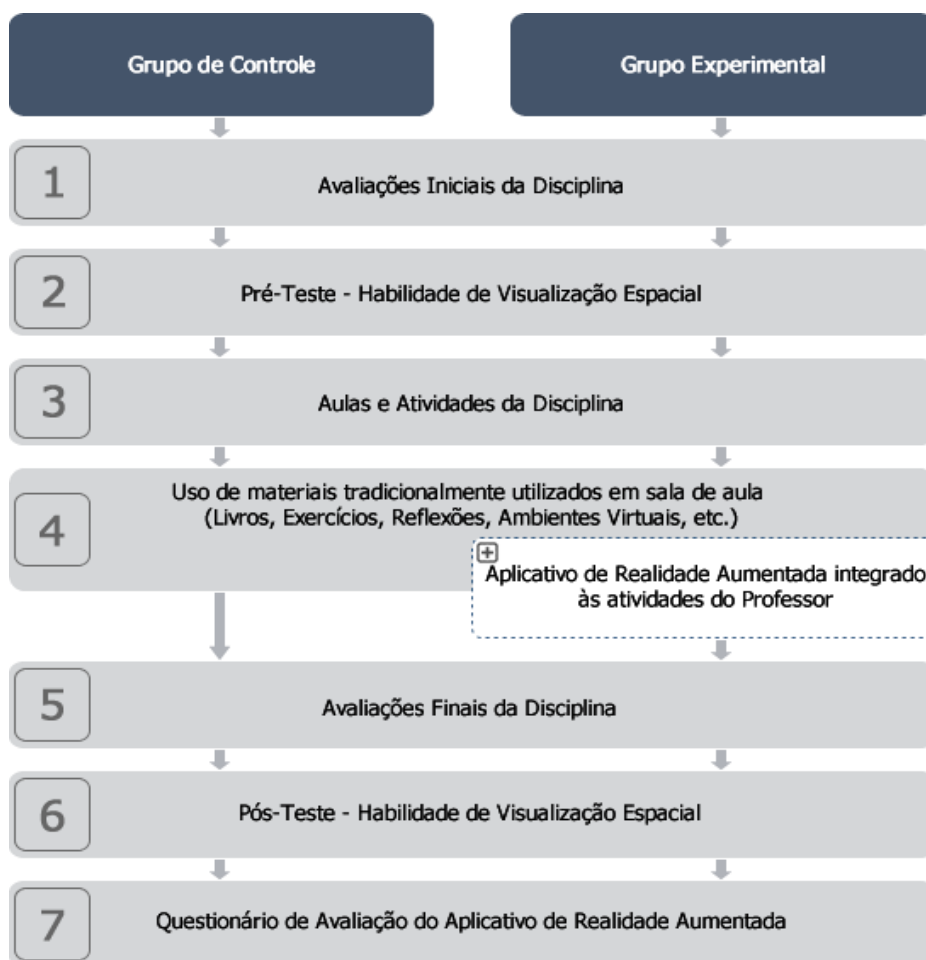 Grupo de Controle
Grupo Experimental
1
Avaliações Iniciais da Disciplina
2
Pré-Teste - Habilidade de Visualização Espacial
3
Aulas e Atividades da Disciplina
4
Uso de materiais tradicionalmente utilizados em sala de aula
(Livros, Exercícios, Reflexões, Ambientes Virtuais, etc.)
Aplicativo de Realidade Aumentada integrado
às atividades do Professor
5
Avaliações Finais da Disciplina
6
Pós-Teste - Habilidade de Visualização Espacial
7
Questionário de Avaliação do Aplicativo de Realidade Aumentada